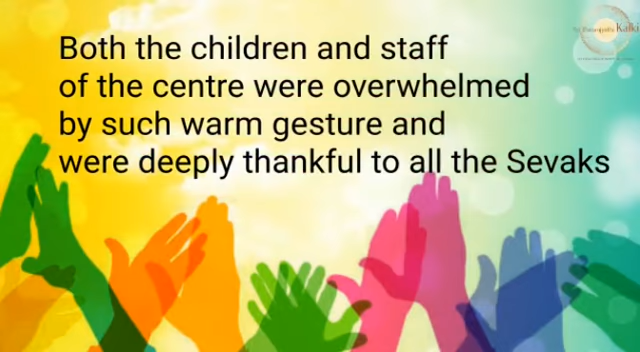 Both the children and staff
of the centre were overwhelmed
by such warm gesture and
were deeply thankful to all the Sevaks
Kalki